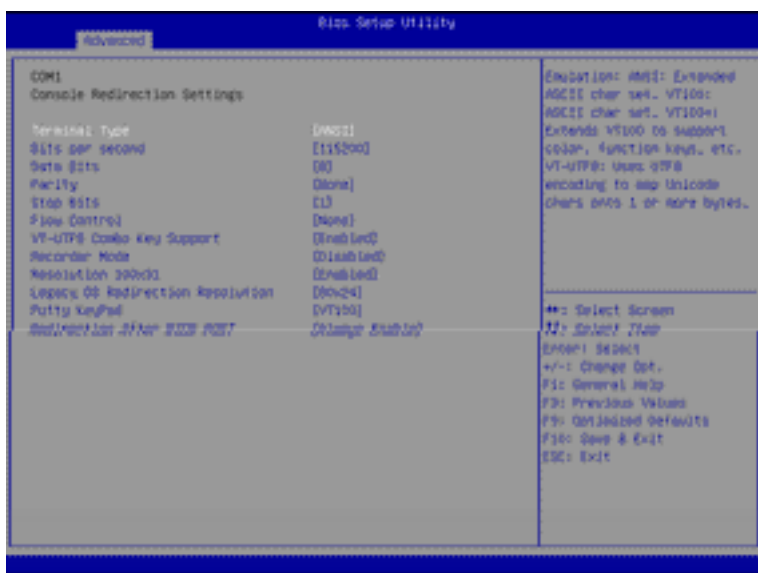 Bios Setup Utility
Advanced
COM1
Console Redirection Settings
Terminal Type [ANSI]
Bits per second [115200]
Data Bits [8]
Parity [None]
Stop Bits [1]
Flow Control [None]
VT-UTF8 Combo Key Support [Enabled]
Recorder Mode [Disabled]
Resolution 100x31 [Enabled]
Legacy OS Redirection Resolution [80x24]
Putty KeyPad [VT100]
Redirection After BIOS POST [Always Enable]
Emulation: ANSI: Extended
ASCII char set. VT100:
ASCII char set. VT100+:
Extends VT100 to support
color, function keys, etc.
VT-UTF8: Uses UTF8
encoding to map Unicode
chars onto 1 or more bytes.
: Select Screen
: Select Item
Enter: Select
+/-: Change Opt.
F1: General Help
Previous Values
F9: Optimized Defaults
F10: Save & Exit
ESC: Exit